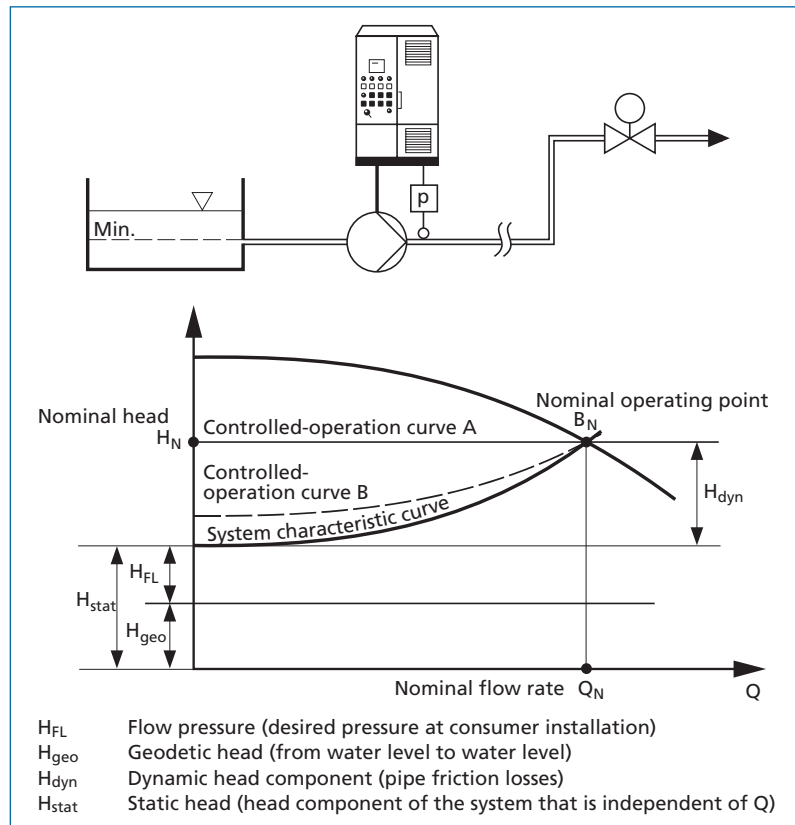 Min.
p
Nominal head
H_N
Controlled-operation curve A
Nominal operating point
B_N
Controlled-
operation curve B
System characteristic curve
H_dyn
H_FL
H_stat
H_geo
Nominal flow rate Q_N
Q
H_FL Flow pressure (desired pressure at consumer installation)
H_geo Geodetic head (from water level to water level)
H_dyn Dynamic head component (pipe friction losses)
H_stat Static head (head component of the system that is independent of Q)